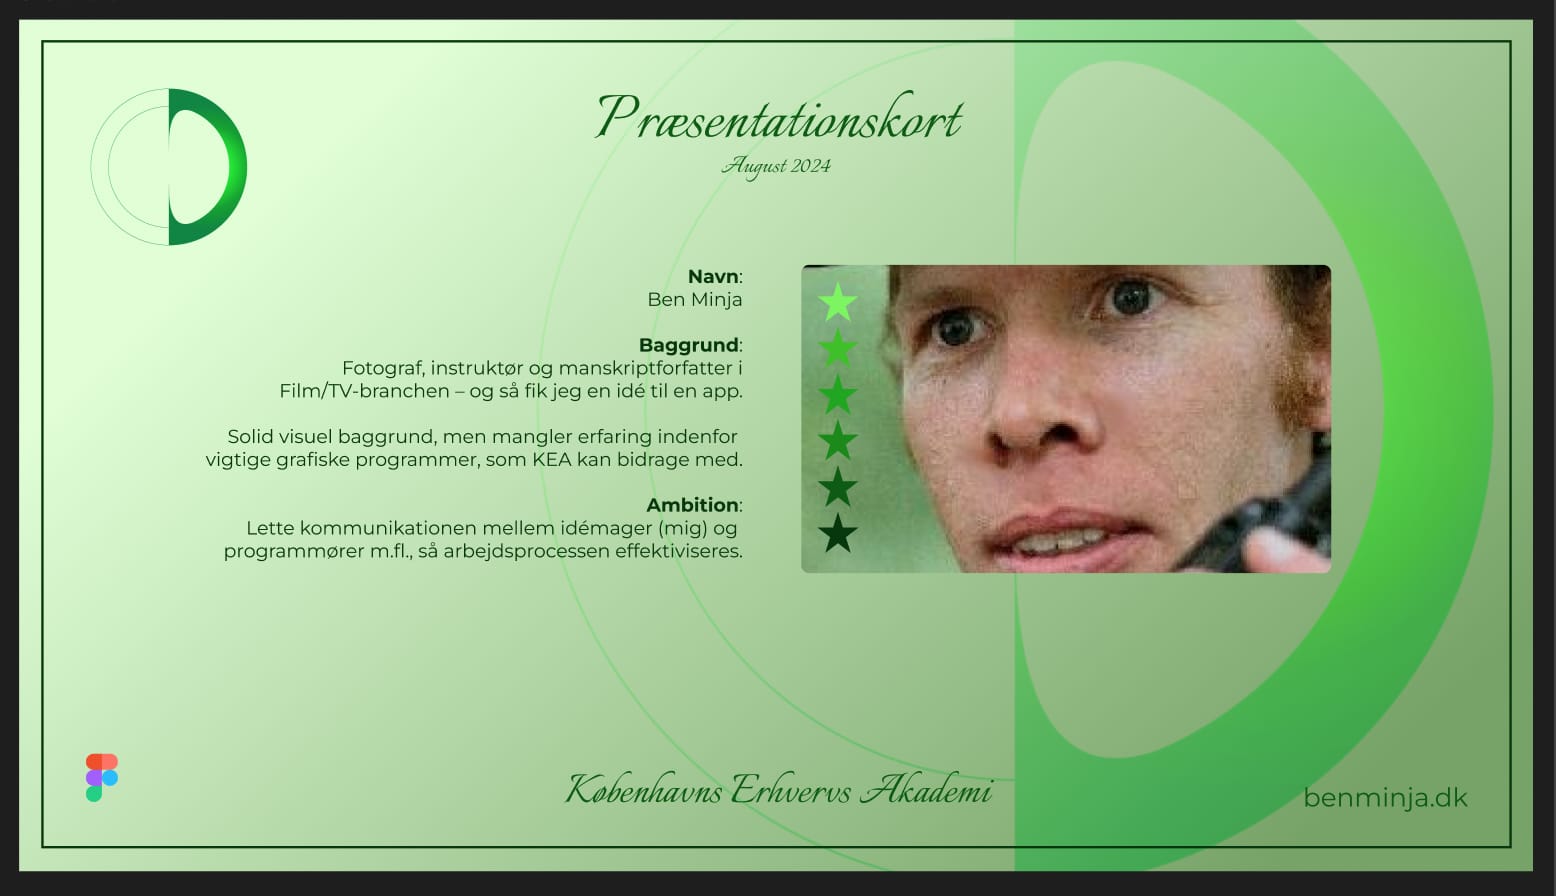 Præsentationskort
August 2024
Navn:
Ben Minja
Baggrund:
Fotograf, instruktør og manskriptforfatter i
Film/TV-branchen – og så fik jeg en idé til en app.
Solid visuel baggrund, men mangler erfaring indenfor
vigtige grafiske programmer, som KEA kan bidrage med.
Ambition:
Lette kommunikationen mellem idémager (mig) og
programmører m.fl., så arbejdsprocessen effektiviseres.
Københavns Erhvervs Akademi
benminja.dk